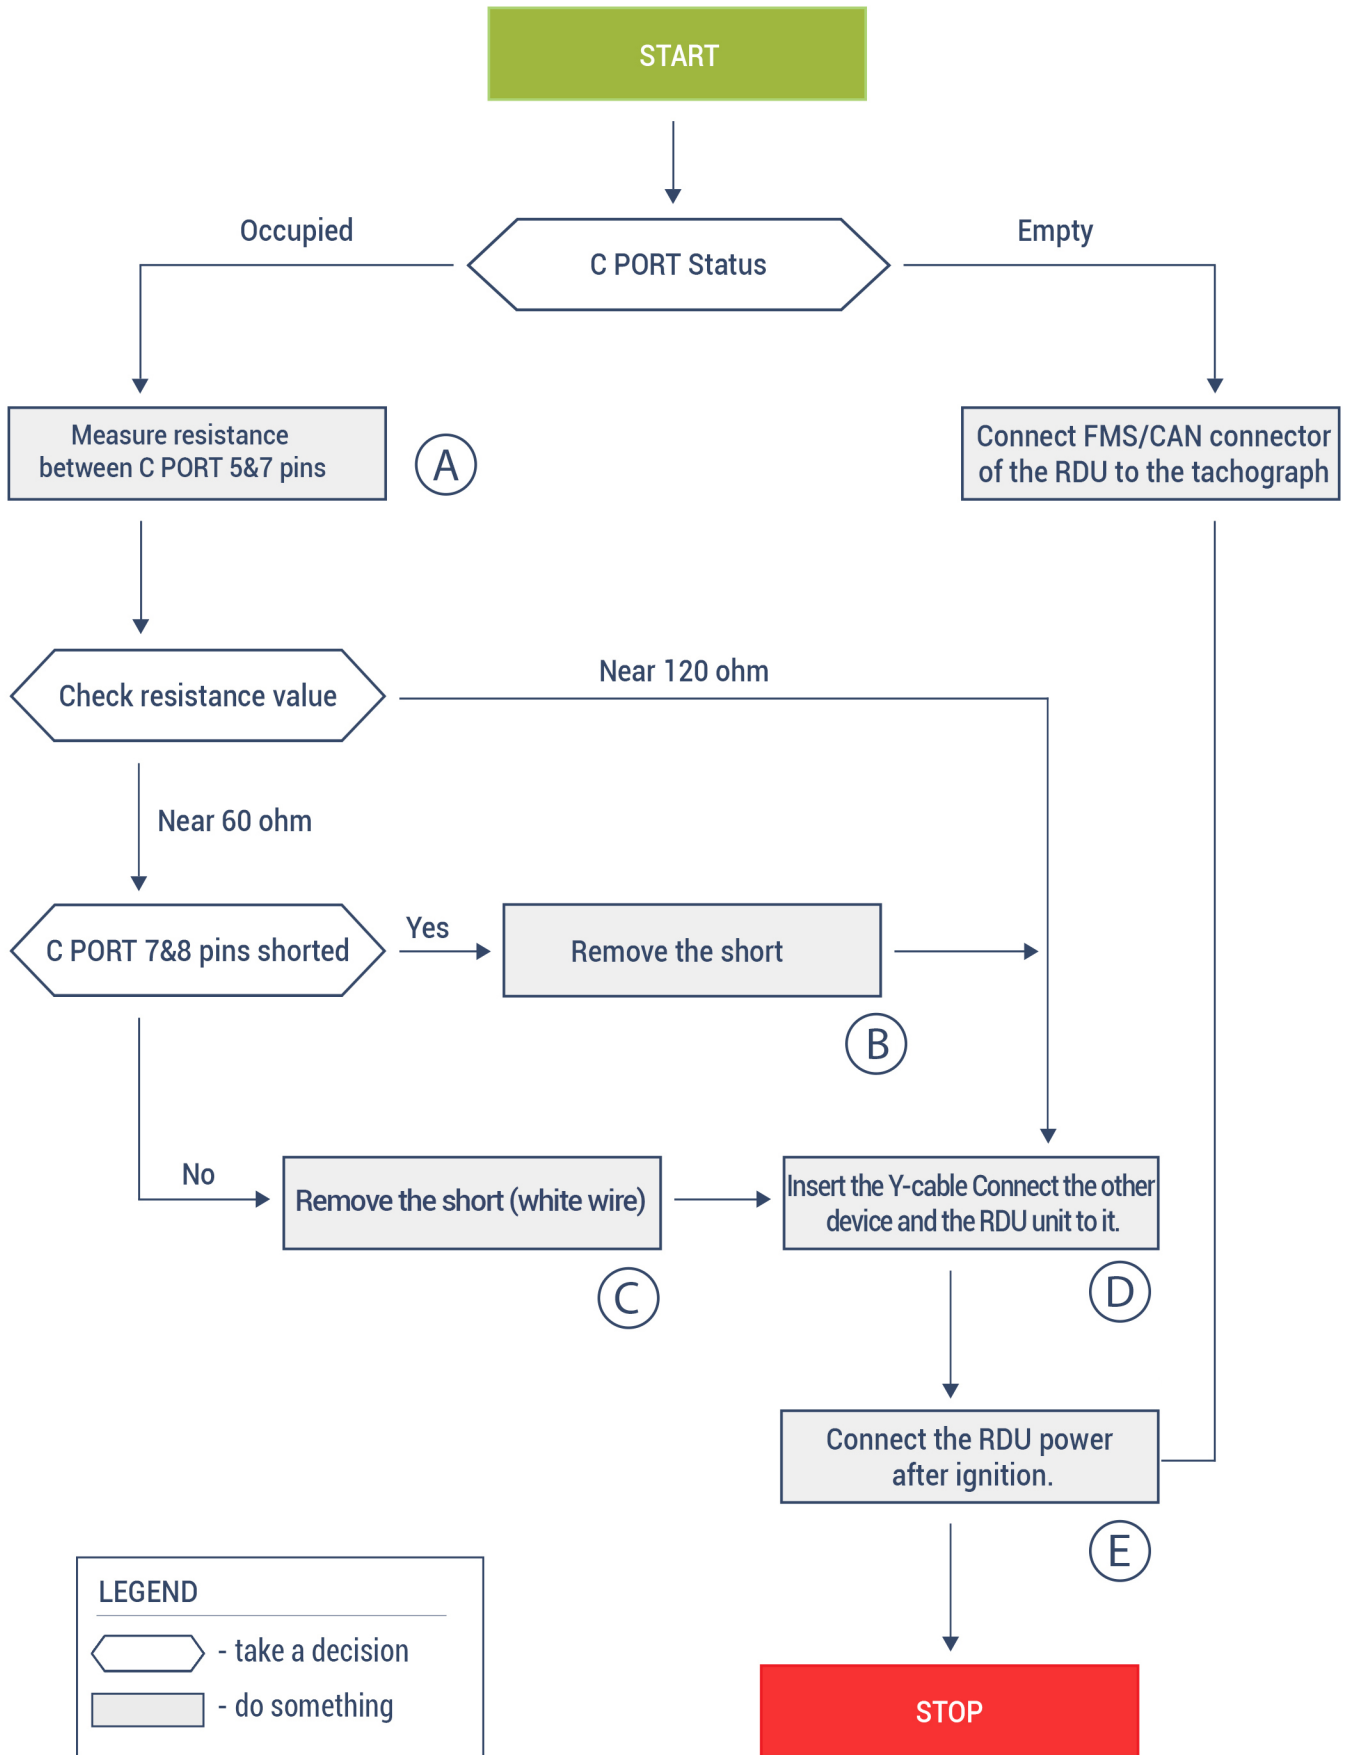 START
C PORT Status
Occupied
Empty
Measure resistance
between C PORT 5&7 pins
A
Connect FMS/CAN connector
of the RDU to the tachograph
Check resistance value
Near 120 ohm
Near 60 ohm
C PORT 7&8 pins shorted
Yes
Remove the short
B
No
Remove the short (white wire)
C
Insert the Y-cable Connect the other
device and the RDU unit to it.
D
Connect the RDU power
after ignition.
E
STOP
LEGEND
- take a decision
- do something